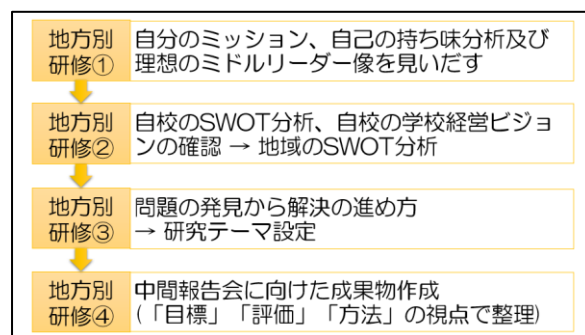 地方別
研修①
自分のミッション、自己の持ち味分析及び
理想のミドルリーダー像を見いだす
地方別
研修②
自校のSWOT分析、自校の学校経営ビジョ
ンの確認 → 地域のSWOT分析
地方別
研修③
問題の発見から解決の進め方
→ 研究テーマ設定
地方別
研修④
中間報告会に向けた成果物作成
(「目標」「評価」「方法」の視点で整理)